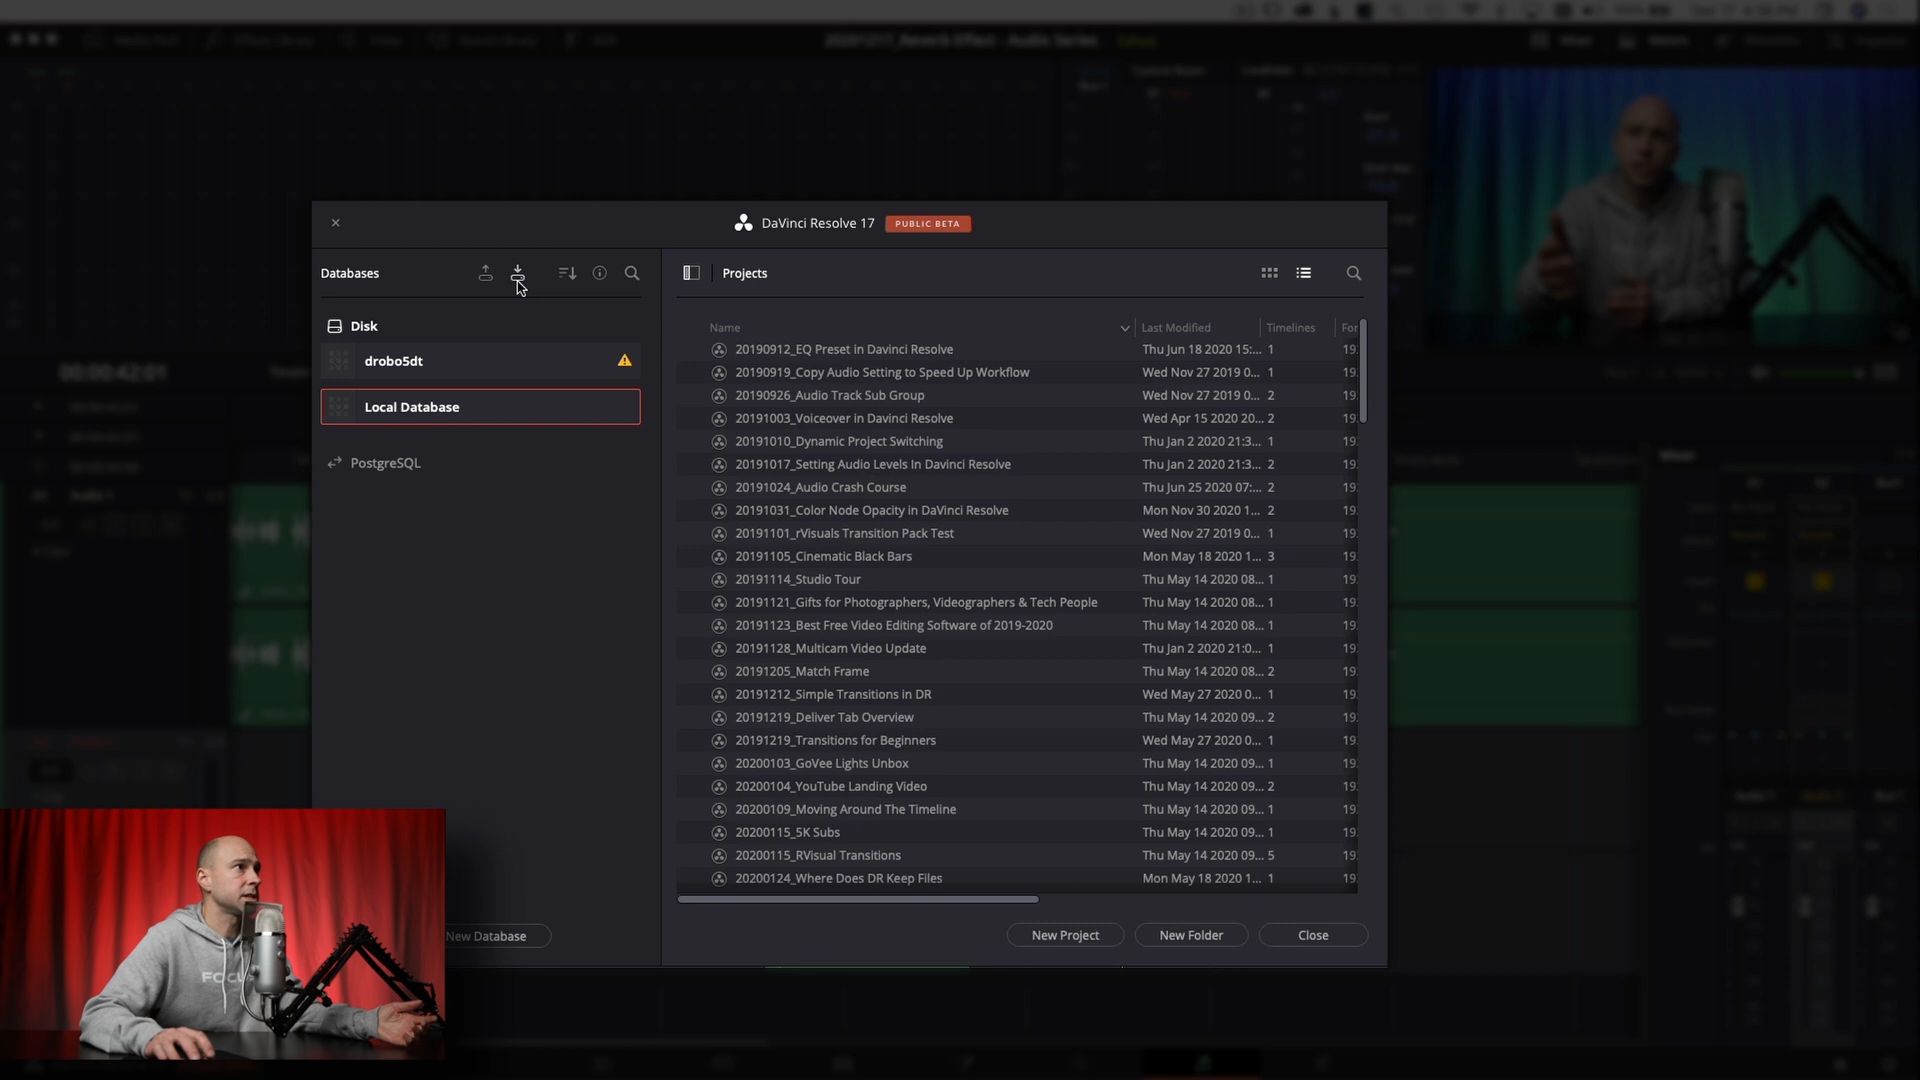 20201217_Reverb Effect - Audio Series
00:00:42:01
DaVinci Resolve 17
PUBLIC BETA
Databases
Projects
Disk
drobo5dt
Local Database
PostgreSQL
New Database
Name Last Modified Timelines For
20190912_EQ Preset in Davinci Resolve Thu Jun 18 2020 15:... 1 19
20190919_Copy Audio Setting to Speed Up Workflow Wed Nov 27 2019 0... 1 19
20190926_Audio Track Sub Group Wed Nov 27 2019 0... 2 19
20191003_Voiceover in Davinci Resolve Wed Apr 15 2020 20... 2 19
20191010_Dynamic Project Switching Thu Jan 2 2020 21:3... 1 19
20191017_Setting Audio Levels In Davinci Resolve Thu Jan 2 2020 21:3... 2 19
20191024_Audio Crash Course Thu Jun 25 2020 07:... 2 19
20191031_Color Node Opacity in DaVinci Resolve Mon Nov 30 2020 1... 2 19
20191101_rVisuals Transition Pack Test Wed Nov 27 2019 0... 1 19
20191105_Cinematic Black Bars Mon May 18 2020 1... 3 19
20191114_Studio Tour Thu May 14 2020 08... 1 19
20191121_Gifts for Photographers, Videographers & Tech People Thu May 14 2020 08... 1 19
20191123_Best Free Video Editing Software of 2019-2020 Thu May 14 2020 08... 1 19
20191128_Multicam Video Update Thu Jan 2 2020 21:0... 1 19
20191205_Match Frame Thu May 14 2020 08... 2 19
20191212_Simple Transitions in DR Wed May 27 2020 0... 1 19
20191219_Deliver Tab Overview Thu May 14 2020 09... 2 19
20191219_Transitions for Beginners Wed May 27 2020 0... 1 19
20200103_GoVee Lights Unbox Thu May 14 2020 09... 1 19
20200104_YouTube Landing Video Thu May 14 2020 09... 2 19
20200109_Moving Around The Timeline Thu May 14 2020 09... 1 19
20200115_5K Subs Thu May 14 2020 09... 1 19
20200115_RVisual Transitions Thu May 14 2020 09... 5 19
20200124_Where Does DR Keep Files Mon May 18 2020 1... 1 19
New Project
New Folder
Close